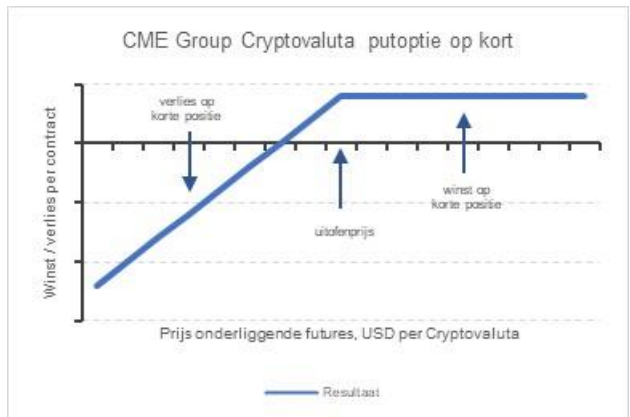 CME Group Cryptovaluta putoptie op kort
verlies op
korte positie
Winst / verlies per contract
winst op
korte positie
uitofenprijs
Prijs onderliggende futures, USD per Cryptovaluta
Resultaat